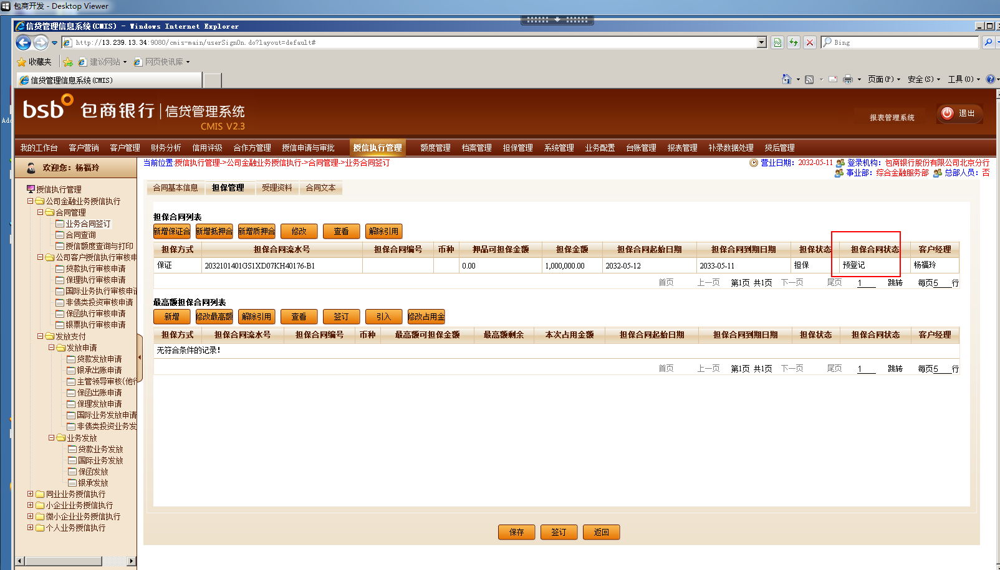 包商开发 - Desktop Viewer
信贷管理信息系统(CMIS) - Windows Internet Explorer
http://13.239.13.34:9080/cmis-main/userSignOn.do?layout=default#
Bing
收藏夹 建议网站 网页快讯库
信贷管理信息系统(CMIS)
页面(P) 安全(S) 工具(O)
bsb 包商银行 | 信贷管理系统
CMIS V2.3
报表管理系统 退出
我的工作台 客户营销 客户管理 财务分析 信用评级 合作方管理 授信申请与审批 授信执行管理 额度管理 档案管理 担保管理 系统管理 业务配置 台账管理 报表管理 补录数据处理 贷后管理
欢迎您：杨福玲
当前位置:授信执行管理->公司金融业务授信执行->合同管理->业务合同签订
营业日期：2032-05-11 登录机构：包商银行股份有限公司北京分行
事业部：综合金融服务部 总部人员：否
授信执行管理
公司金融业务授信执行
合同管理
业务合同签订
合同查询
授信额度查询与打印
公司客户授信执行审核申
贷款执行审核申请
保理执行审核申请
国际业务执行审核申请
非债类投资审核申请
保函执行审核申请
银票执行审核申请
发放支付
发放申请
贷款发放申请
银承出账申请
主管领导审核(他行
保函出账申请
保理发放申请
国际业务发放申请
非债类投资业务发
业务发放
贷款业务发放
国际业务发放
保函发放
银承发放
同业业务授信执行
小企业业务授信执行
微小企业业务授信执行
个人业务授信执行
合同基本信息 担保管理 受理资料 合同文本
担保合同列表
新增保证合 新增抵押合 新增质押合 修改 查看 解除引用
担保方式 担保合同流水号 担保合同编号 币种 押品可担保金额 担保金额 担保合同起始日期 担保合同到期日期 担保状态 担保合同状态 客户经理
保证 2032101401GS1XD07KH40176-B1 0.00 1,000,000.00 2032-05-12 2033-05-11 担保 预登记 杨福玲
首页 上一页 第1页 共1页 下一页 尾页 1 跳转 每页5 行
最高额担保合同列表
新增 修改最高额 解除引用 查看 签订 引入 修改占用金
担保方式 担保合同流水号 担保合同编号 币种 最高额可担保金额 最高额剩余 本次占用金额 担保合同起始日期 担保合同到期日期 担保状态 担保合同状态 客户经理
无符合条件的记录!
首页 上一页 第1页 共1页 下一页 尾页 1 跳转 每页5 行
保存 签订 返回